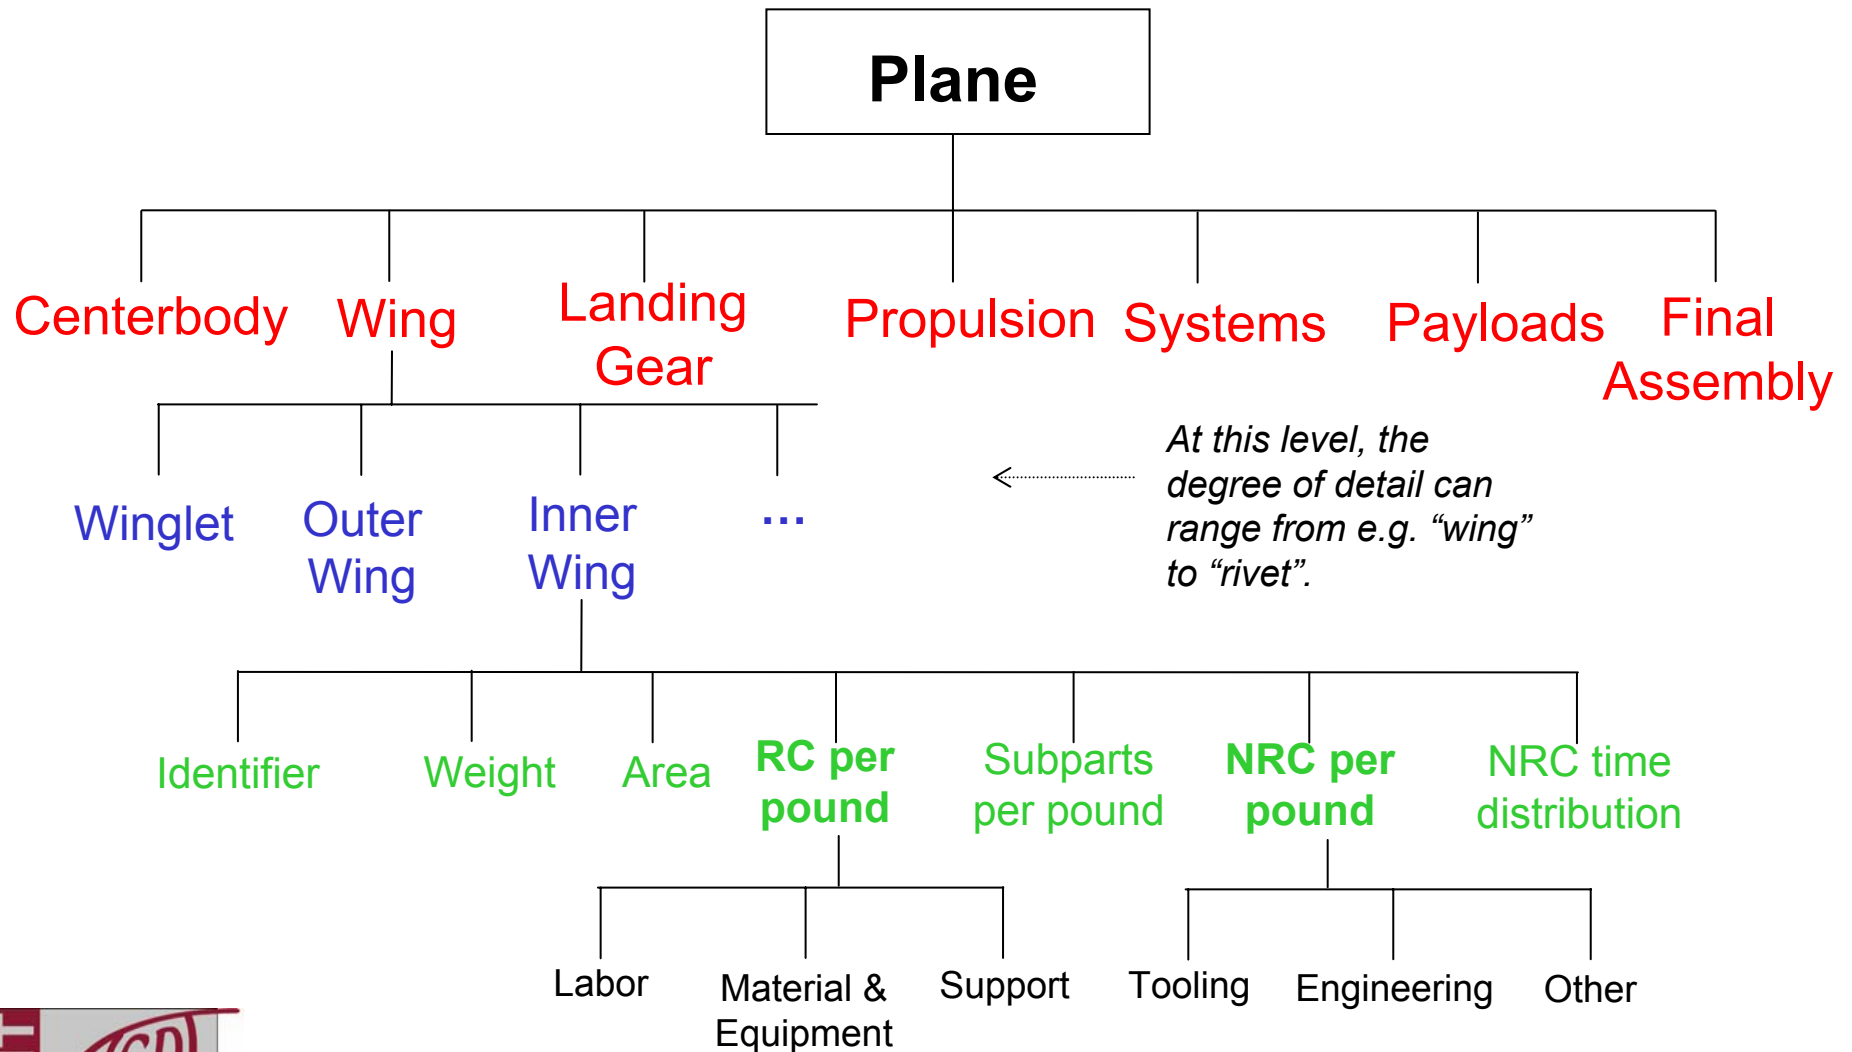 Plane
Centerbody
Wing
Landing
Gear
Propulsion
Systems
Payloads
Final
Assembly
At this level, the
degree of detail can
range from e.g. “wing”
to “rivet”.
Winglet
Outer
Wing
Inner
Wing
...
Identifier
Weight
Area
RC per
pound
Subparts
per pound
NRC per
pound
NRC time
distribution
Labor
Material &
Equipment
Support
Tooling
Engineering
Other